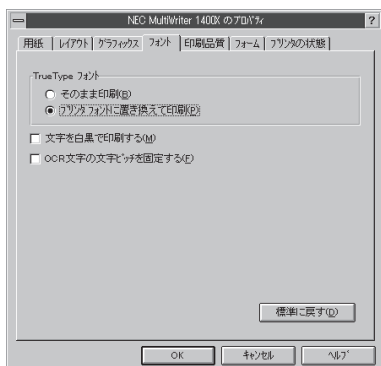 NEC MultiWriter 1400X のプロパティ ?
用紙 レイアウト グラフィックス フォント 印刷品質 フォーム プリンタの状態
TrueType フォント
そのまま印刷(B)
プリンタフォントに置き換えて印刷(P)
文字を白黒で印刷する(M)
OCR文字の文字ピッチを固定する(F)
標準に戻す(D)
OK キャンセル ヘルプ